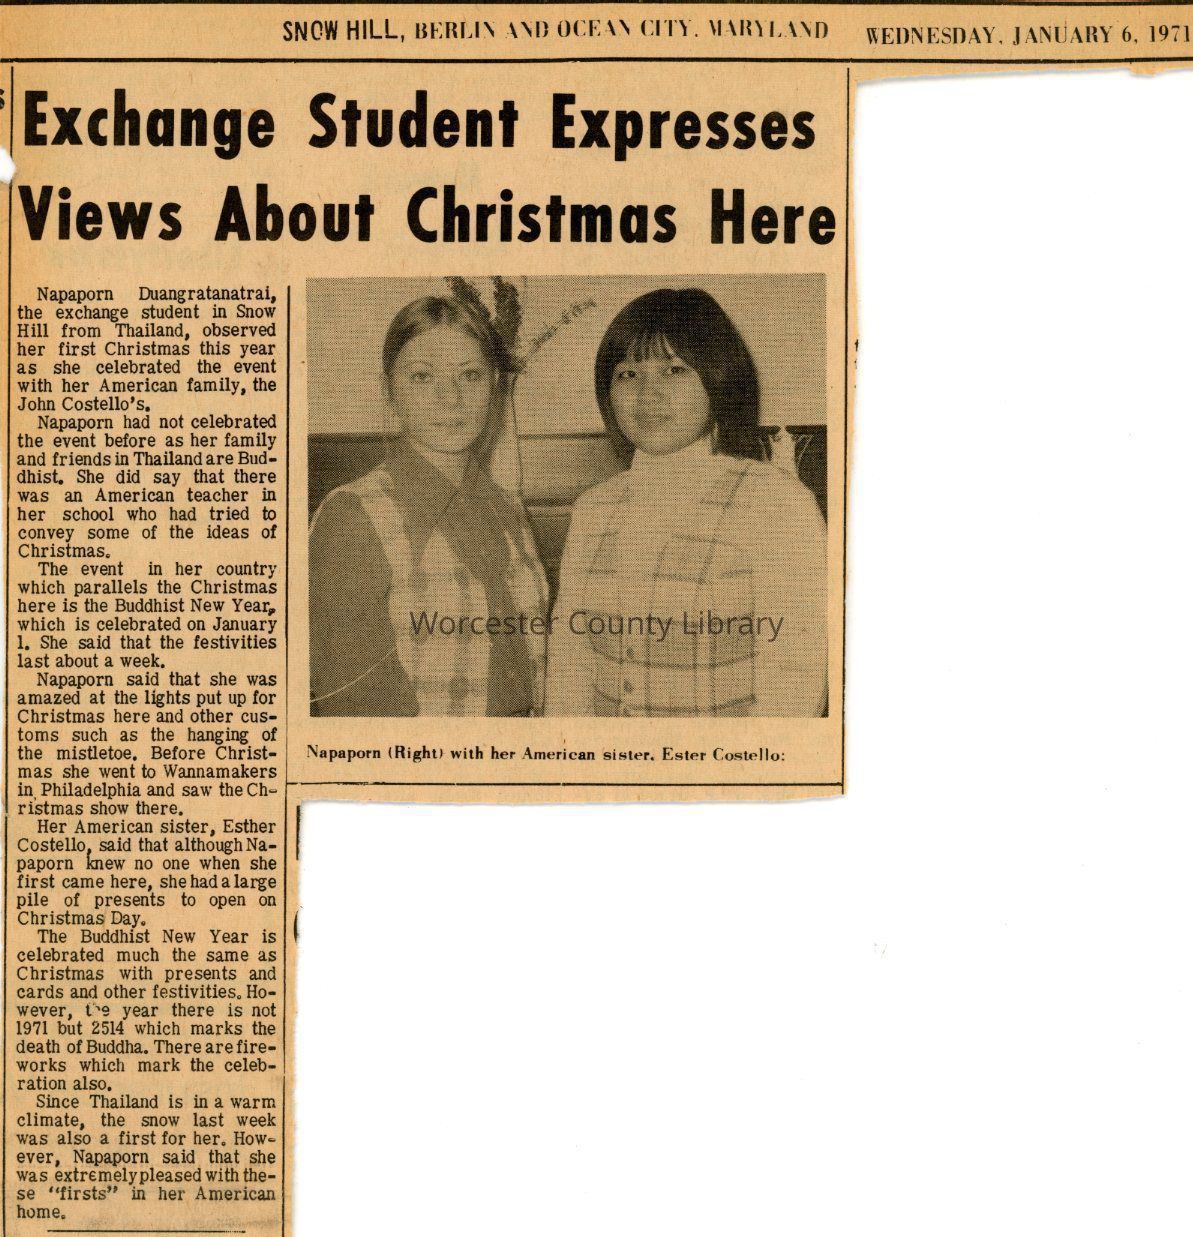 SNOW HILL, BERLIN AND OCEAN CITY, MARYLAND WEDNESDAY, JANUARY 6, 1971
Exchange Student Expresses
Views About Christmas Here
Napaporn Duangratanatrai,
the exchange student in Snow
Hill from Thailand, observed
her first Christmas this year
as she celebrated the event
with her American family, the
John Costello's.
Napaporn had not celebrated
the event before as her family
and friends in Thailand are Bud-
dhist. She did say that there
was an American teacher in
her school who had tried to
convey some of the ideas of
Christmas.
The event in her country
which parallels the Christmas
here is the Buddhist New Year,
which is celebrated on January
1. She said that the festivities
last about a week.
Napaporn said that she was
amazed at the lights put up for
Christmas here and other cus-
toms such as the hanging of
the mistletoe. Before Christ-
mas she went to Wannamakers
in Philadelphia and saw the Ch-
ristmas show there.
Her American sister, Esther
Costello, said that although Na-
paporn knew no one when she
first came here, she had a large
pile of presents to open on
Christmas Day.
The Buddhist New Year is
celebrated much the same as
Christmas with presents and
cards and other festivities. Ho-
wever, the year there is not
1971 but 2514 which marks the
death of Buddha. There are fire-
works which mark the celeb-
ration also.
Since Thailand is in a warm
climate, the snow last week
was also a first for her. How-
ever, Napaporn said that she
was extremely pleased with the-
se "firsts" in her American
home.
Worcester County Library
Napaporn (Right) with her American sister, Ester Costello: